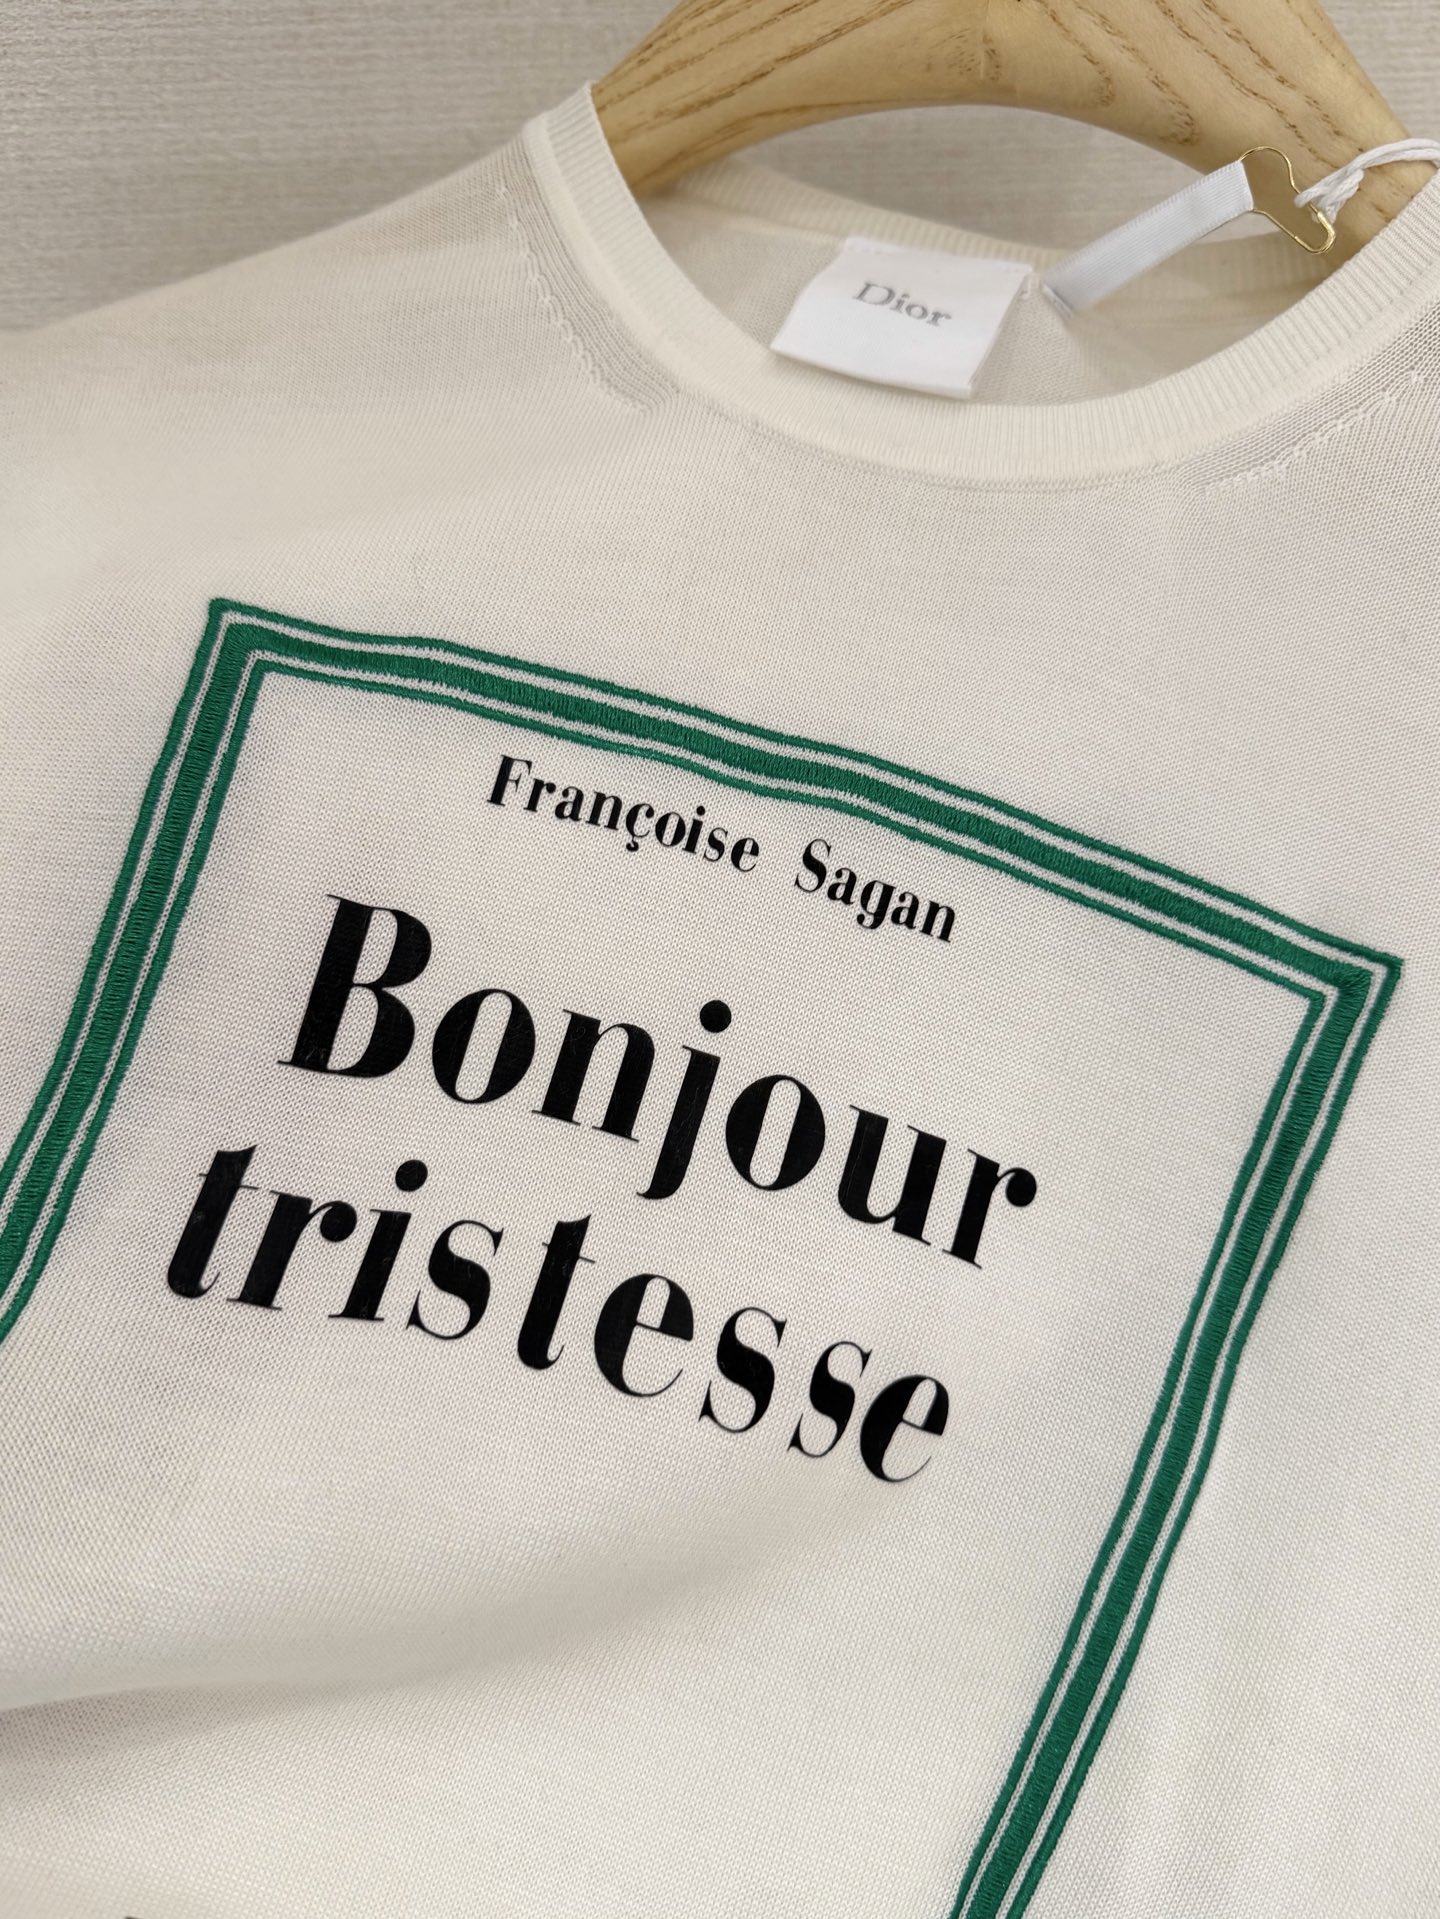 Dior
Françoise Sagan
Bonjour
tristesse